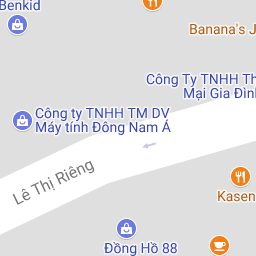 Benkid
Banana's J
Công Ty TNHH Th
Mại Gia Đìn
Công ty TNHH TM DV
Máy tính Đông Nam Á
Lê Thị Riêng
Kasen
Đồng Hồ 88